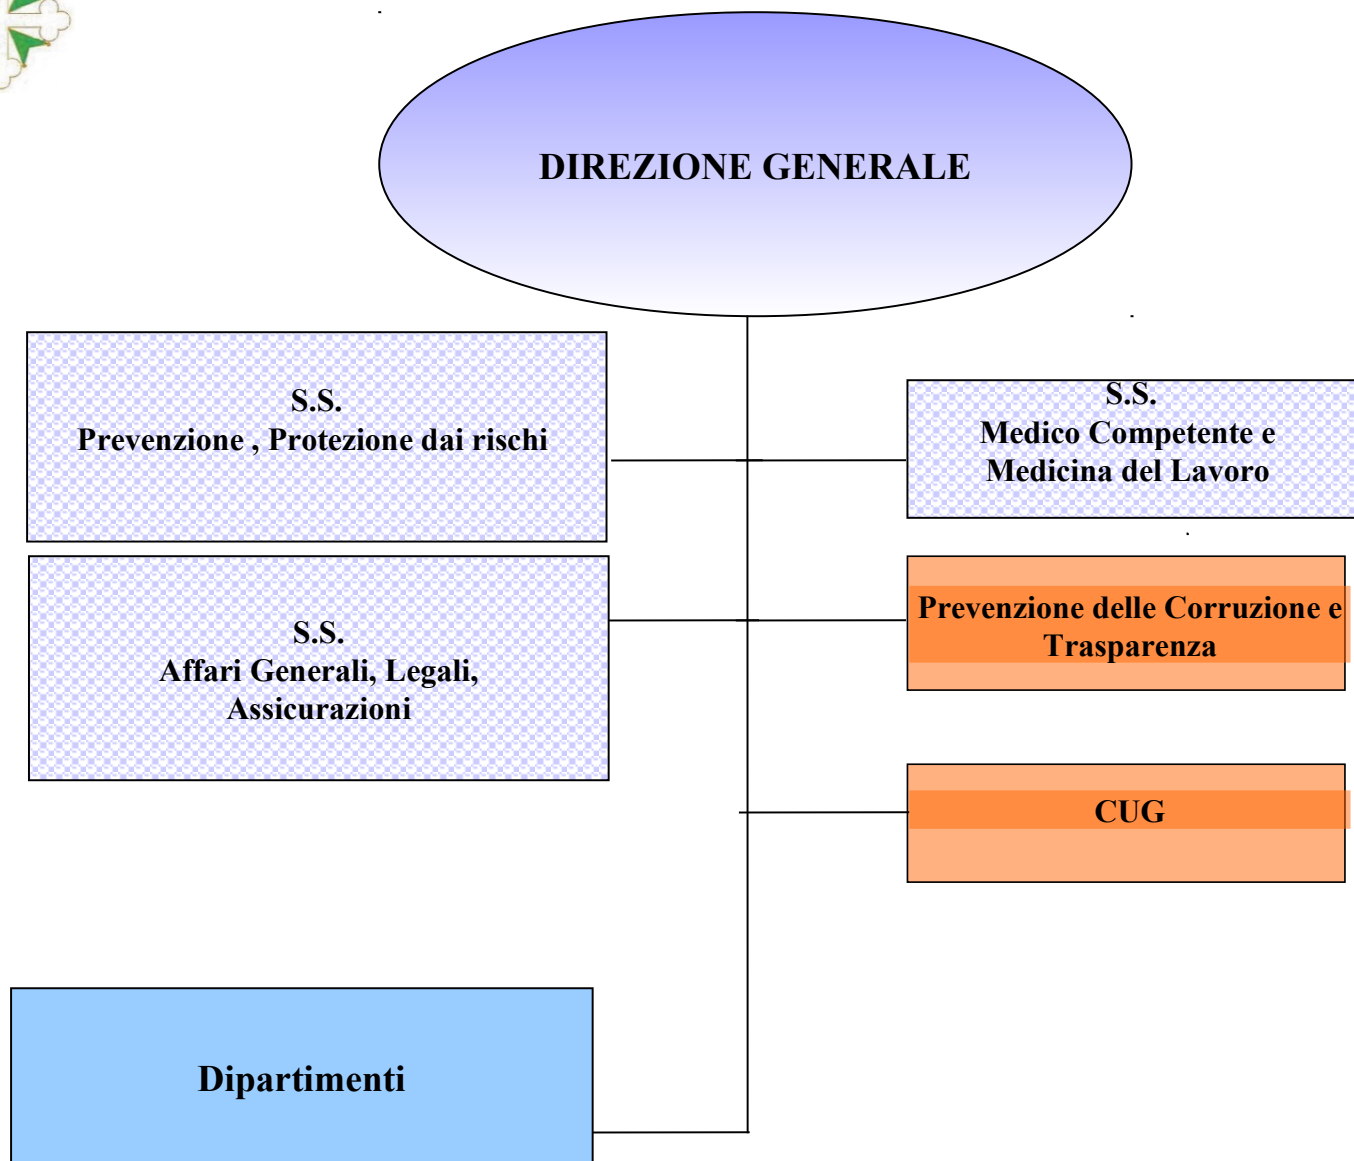 DIREZIONE GENERALE
S.S.
Prevenzione , Protezione dai rischi
S.S.
Medico Competente e
Medicina del Lavoro
S.S.
Affari Generali, Legali,
Assicurazioni
Prevenzione delle Corruzione e
Trasparenza
CUG
Dipartimenti